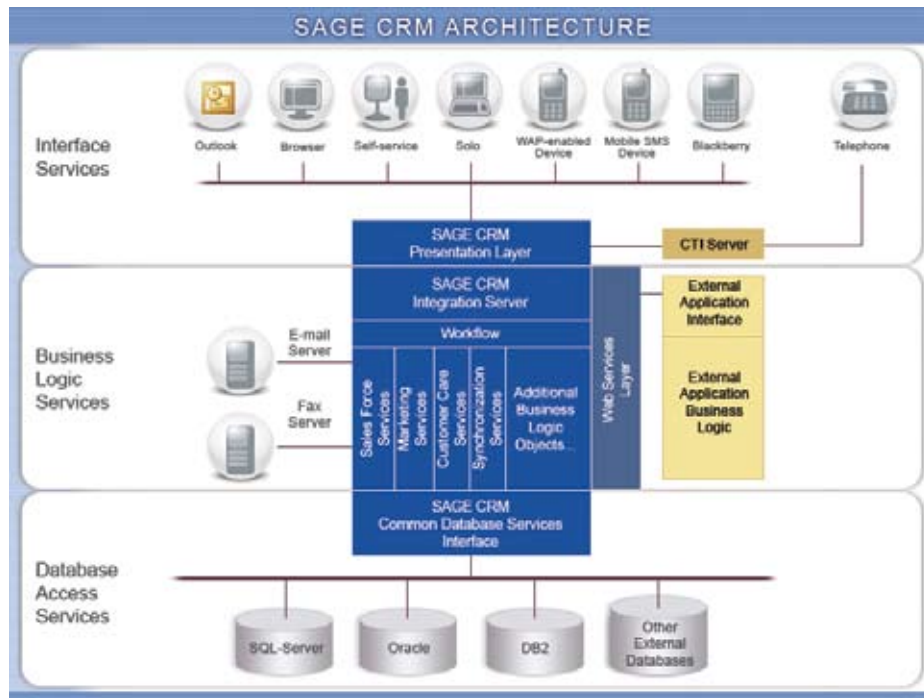 SAGE CRM ARCHITECTURE
Interface
Services
Outlook
Browser
Self-service
Solo
WAP-enabled
Device
Mobile SMS
Device
Blackberry
Telephone
SAGE CRM
Presentation Layer
CTI Server
Business
Logic
Services
E-mail
Server
Fax
Server
SAGE CRM
Integration Server
Workflow
Sales Force
Services
Marketing
Services
Customer Care
Services
Synchronization
Services
Additional
Business
Logic
Objects...
Web Services
Layer
External
Application
Interface
External
Application
Business
Logic
SAGE CRM
Common Database Services
Interface
Database
Access
Services
SQL-Server
Oracle
DB2
Other
External
Databases